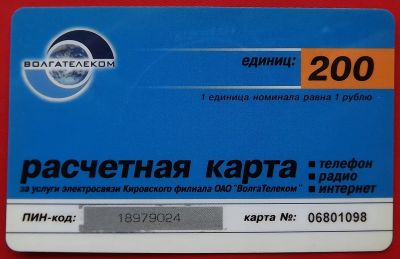 ВОЛГАТЕЛЕКОМ
единиц: 200
1 единица номинала равна 1 рублю
расчетная карта
за услуги электросвязи Кировского филиала ОАО "ВолгаТелеком"
телефон
радио
интернет
ПИН-код: 18979024 карта №: 06801098